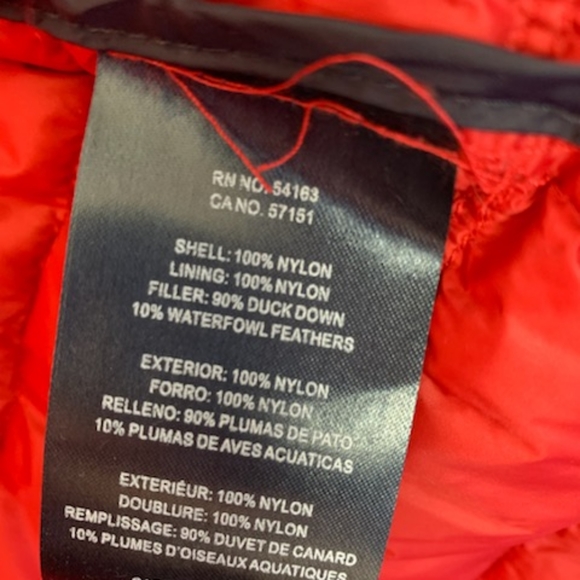 RN NO. 54163
CA NO. 57151
SHELL: 100% NYLON
LINING: 100% NYLON
FILLER: 90% DUCK DOWN
10% WATERFOWL FEATHERS
EXTERIOR: 100% NYLON
FORRO: 100% NYLON
RELLENO: 90% PLUMAS DE PATO
10% PLUMAS DE AVES ACUATICAS
EXTERIÉUR: 100% NYLON
DOUBLURE: 100% NYLON
REMPLISSAGE: 90% DUVET DE CANARD
10% PLUMES D'OISEAUX AQUATIQUES